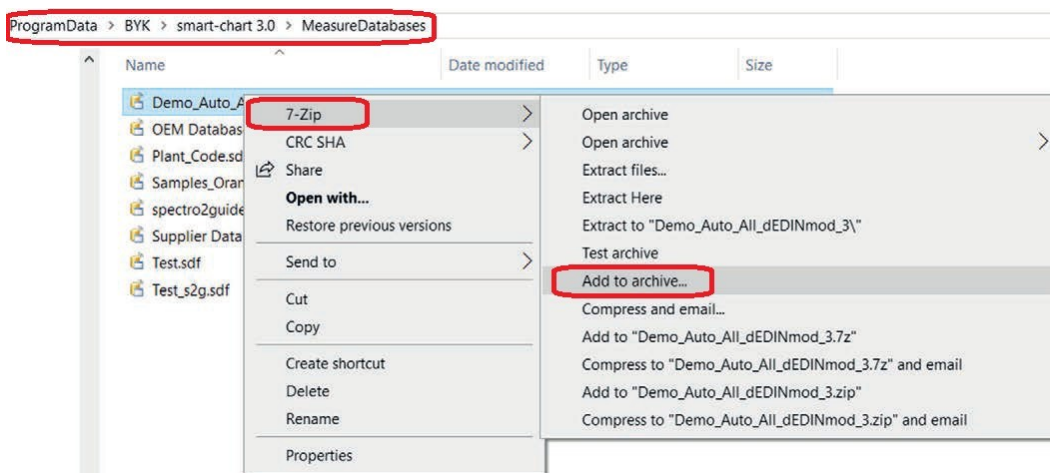 ProgramData > BYK > smart-chart 3.0 > MeasureDatabases
Name Date modified Type Size
Demo_Auto_A
OEM Databas
Plant_Code.sd
Samples_Oran
spectro2guide
Supplier Data
Test.sdf
Test_s2g.sdf
7-Zip
CRC SHA
Share
Open with...
Restore previous versions
Send to
Cut
Copy
Create shortcut
Delete
Rename
Properties
Open archive
Open archive
Extract files...
Extract Here
Extract to "Demo_Auto_All_dEDINmod_3\"
Test archive
Add to archive...
Compress and email...
Add to "Demo_Auto_All_dEDINmod_3.7z"
Compress to "Demo_Auto_All_dEDINmod_3.7z" and email
Add to "Demo_Auto_All_dEDINmod_3.zip"
Compress to "Demo_Auto_All_dEDINmod_3.zip" and email